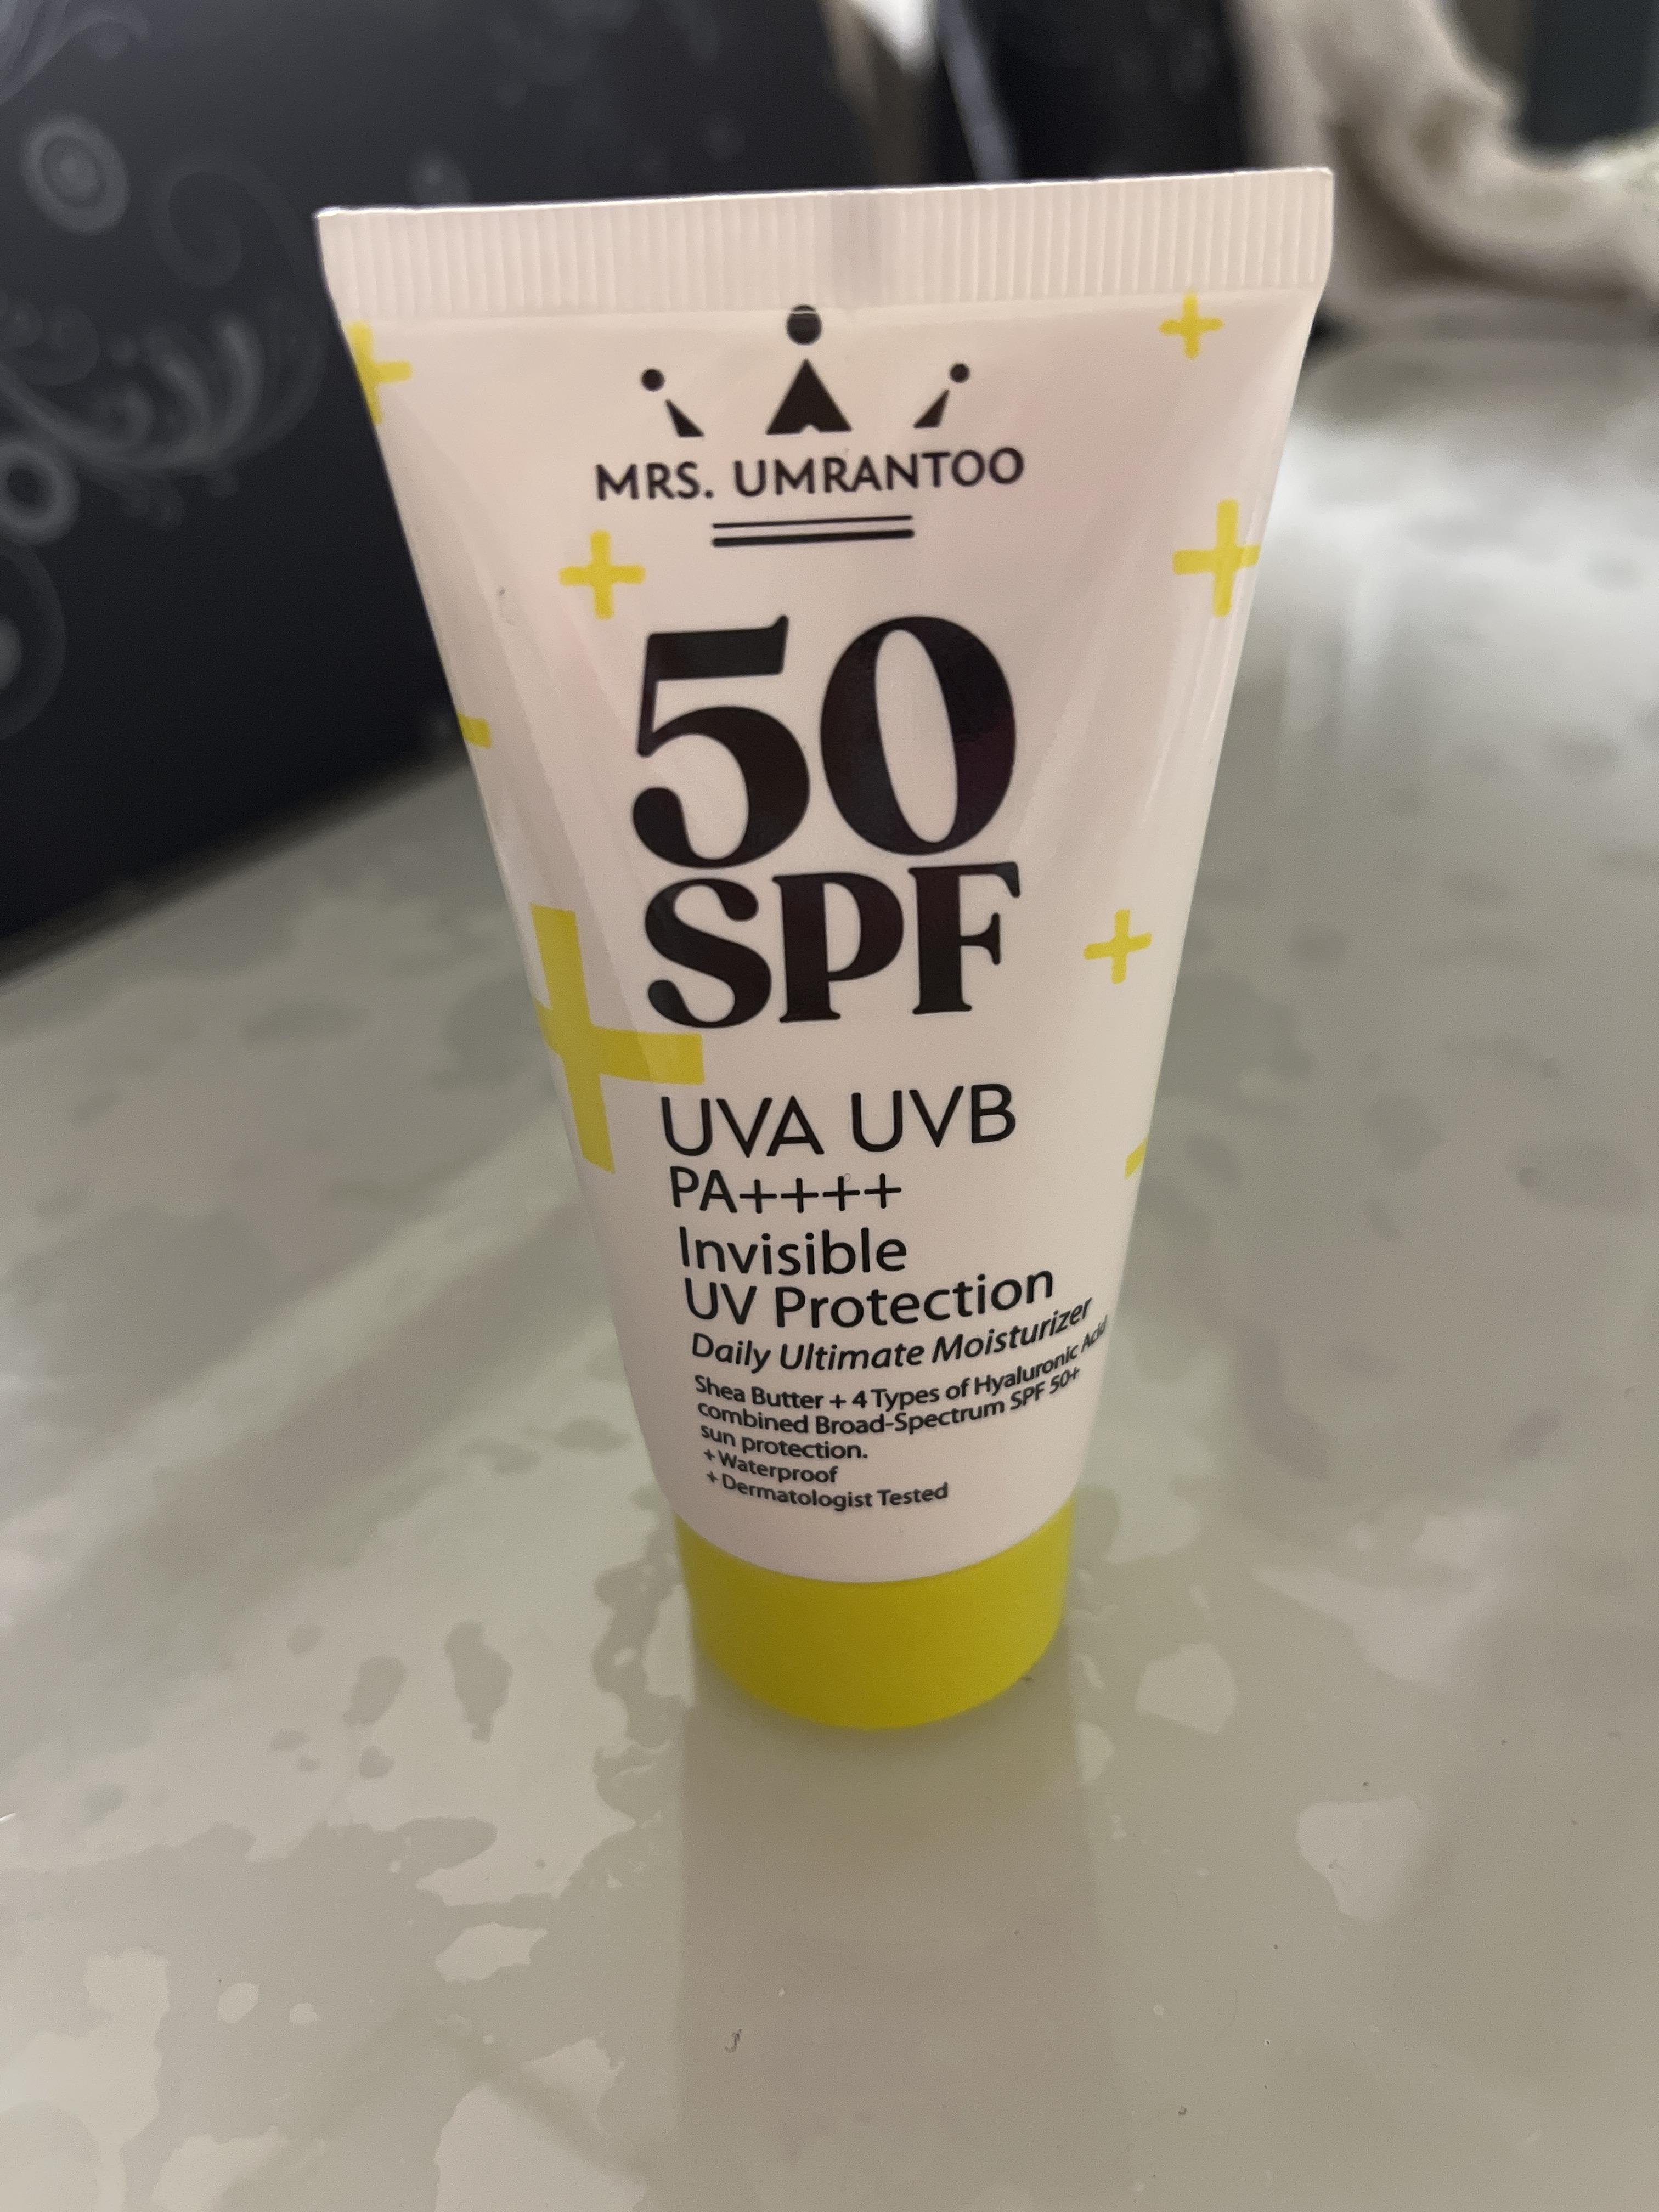 MRS. UMRANTOO
50
SPF
UVA UVB
PA++++
Invisible
UV Protection
Daily Ultimate Moisturizer
Shea Butter + 4 Types of Hyaluronic Acid
combined Broad-Spectrum SPF 50+
sun protection.
+Waterproof
+Dermatologist Tested